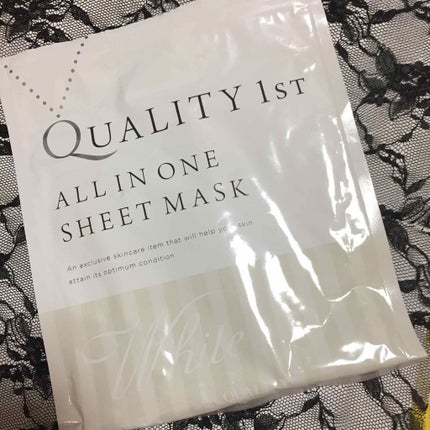 QUALITY 1ST
ALL IN ONE
SHEET MASK
An exclusive skincare item that will help your skin
attain its optimum condition
White